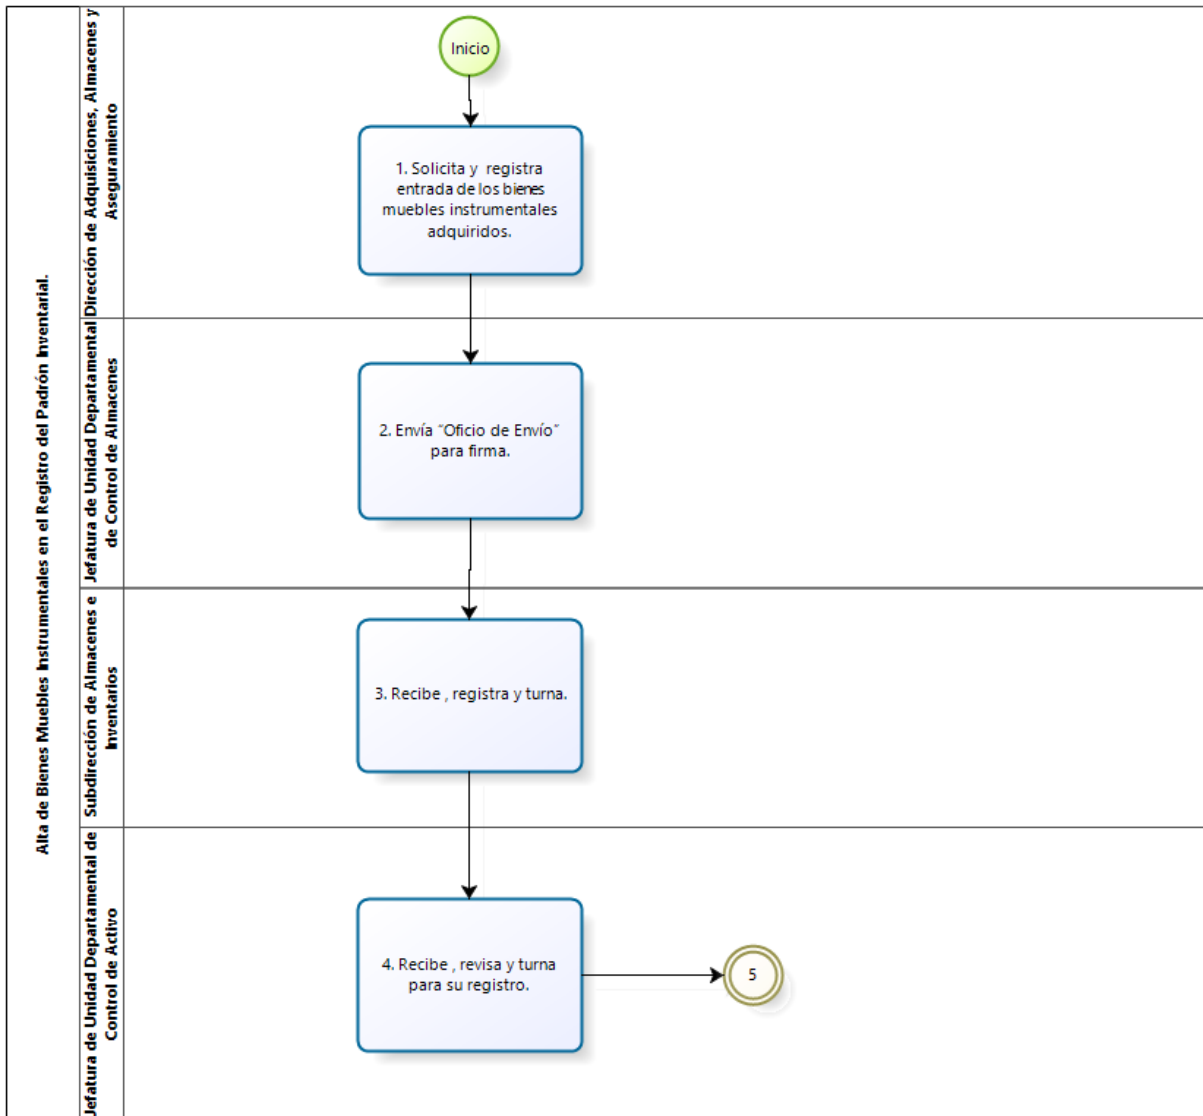 Alta de Bienes Muebles Instrumentales en el Registro del Padrón Inventarial.
Dirección de Adquisiciones, Almacenes y
Aseguramiento
Inicio
1. Solicita y registra
entrada de los bienes
muebles instrumentales
adquiridos.
Jefatura de Unidad Departamental
de Control de Almacenes
2. Envía “Oficio de Envío”
para firma.
Subdirección de Almacenes e
Inventarios
3. Recibe , registra y turna.
Jefatura de Unidad Departamental de
Control de Activo
4. Recibe , revisa y turna
para su registro.
5